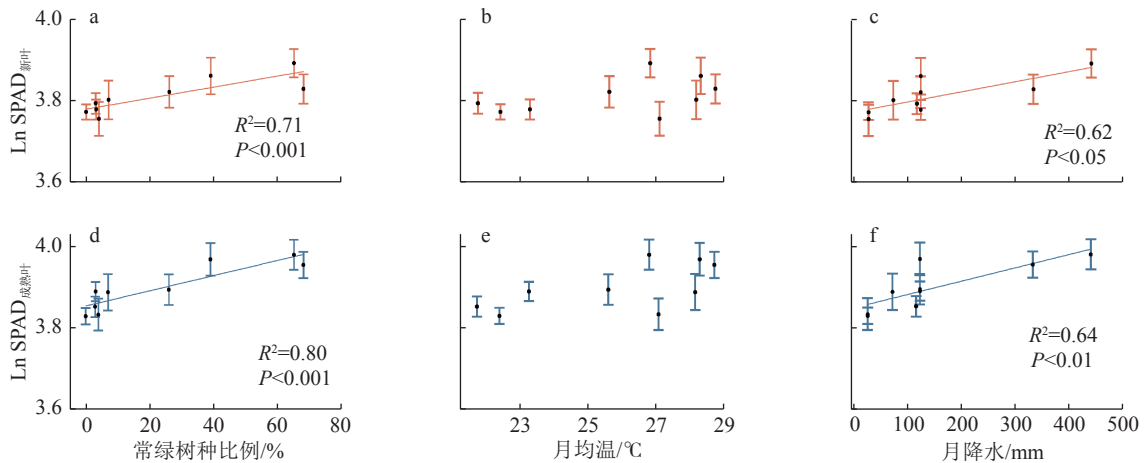 a
b
c
Ln SPAD新叶
4.0
3.8
3.6
R²=0.71
P<0.001
R²=0.62
P<0.05
d
e
f
Ln SPAD成熟叶
4.0
3.8
3.6
R²=0.80
P<0.001
R²=0.64
P<0.01
0 20 40 60 80
23 25 27 29
0 100 200 300 400 500
常绿树种比例/%
月均温/℃
月降水/mm